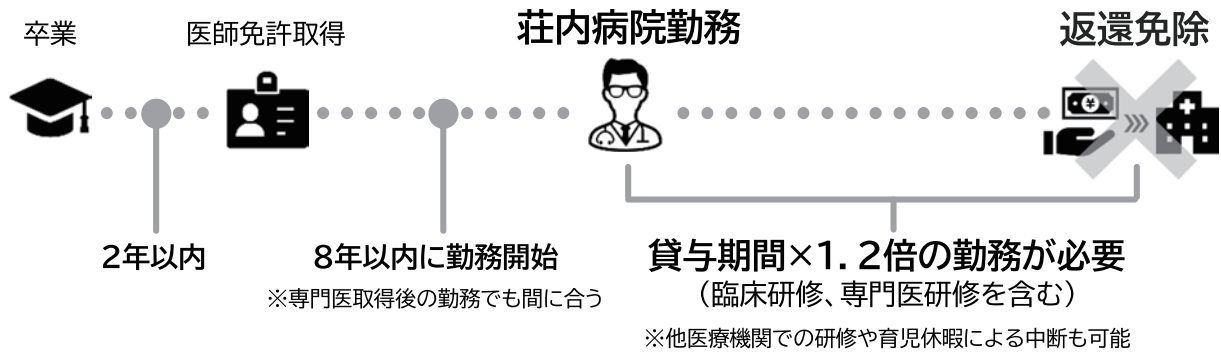 卒業
医師免許取得
荘内病院勤務
返還免除
2年以内
8年以内に勤務開始
※専門医取得後の勤務でも間に合う
貸与期間×1.2倍の勤務が必要
（臨床研修、専門医研修を含む）
※他医療機関での研修や育児休暇による中断も可能